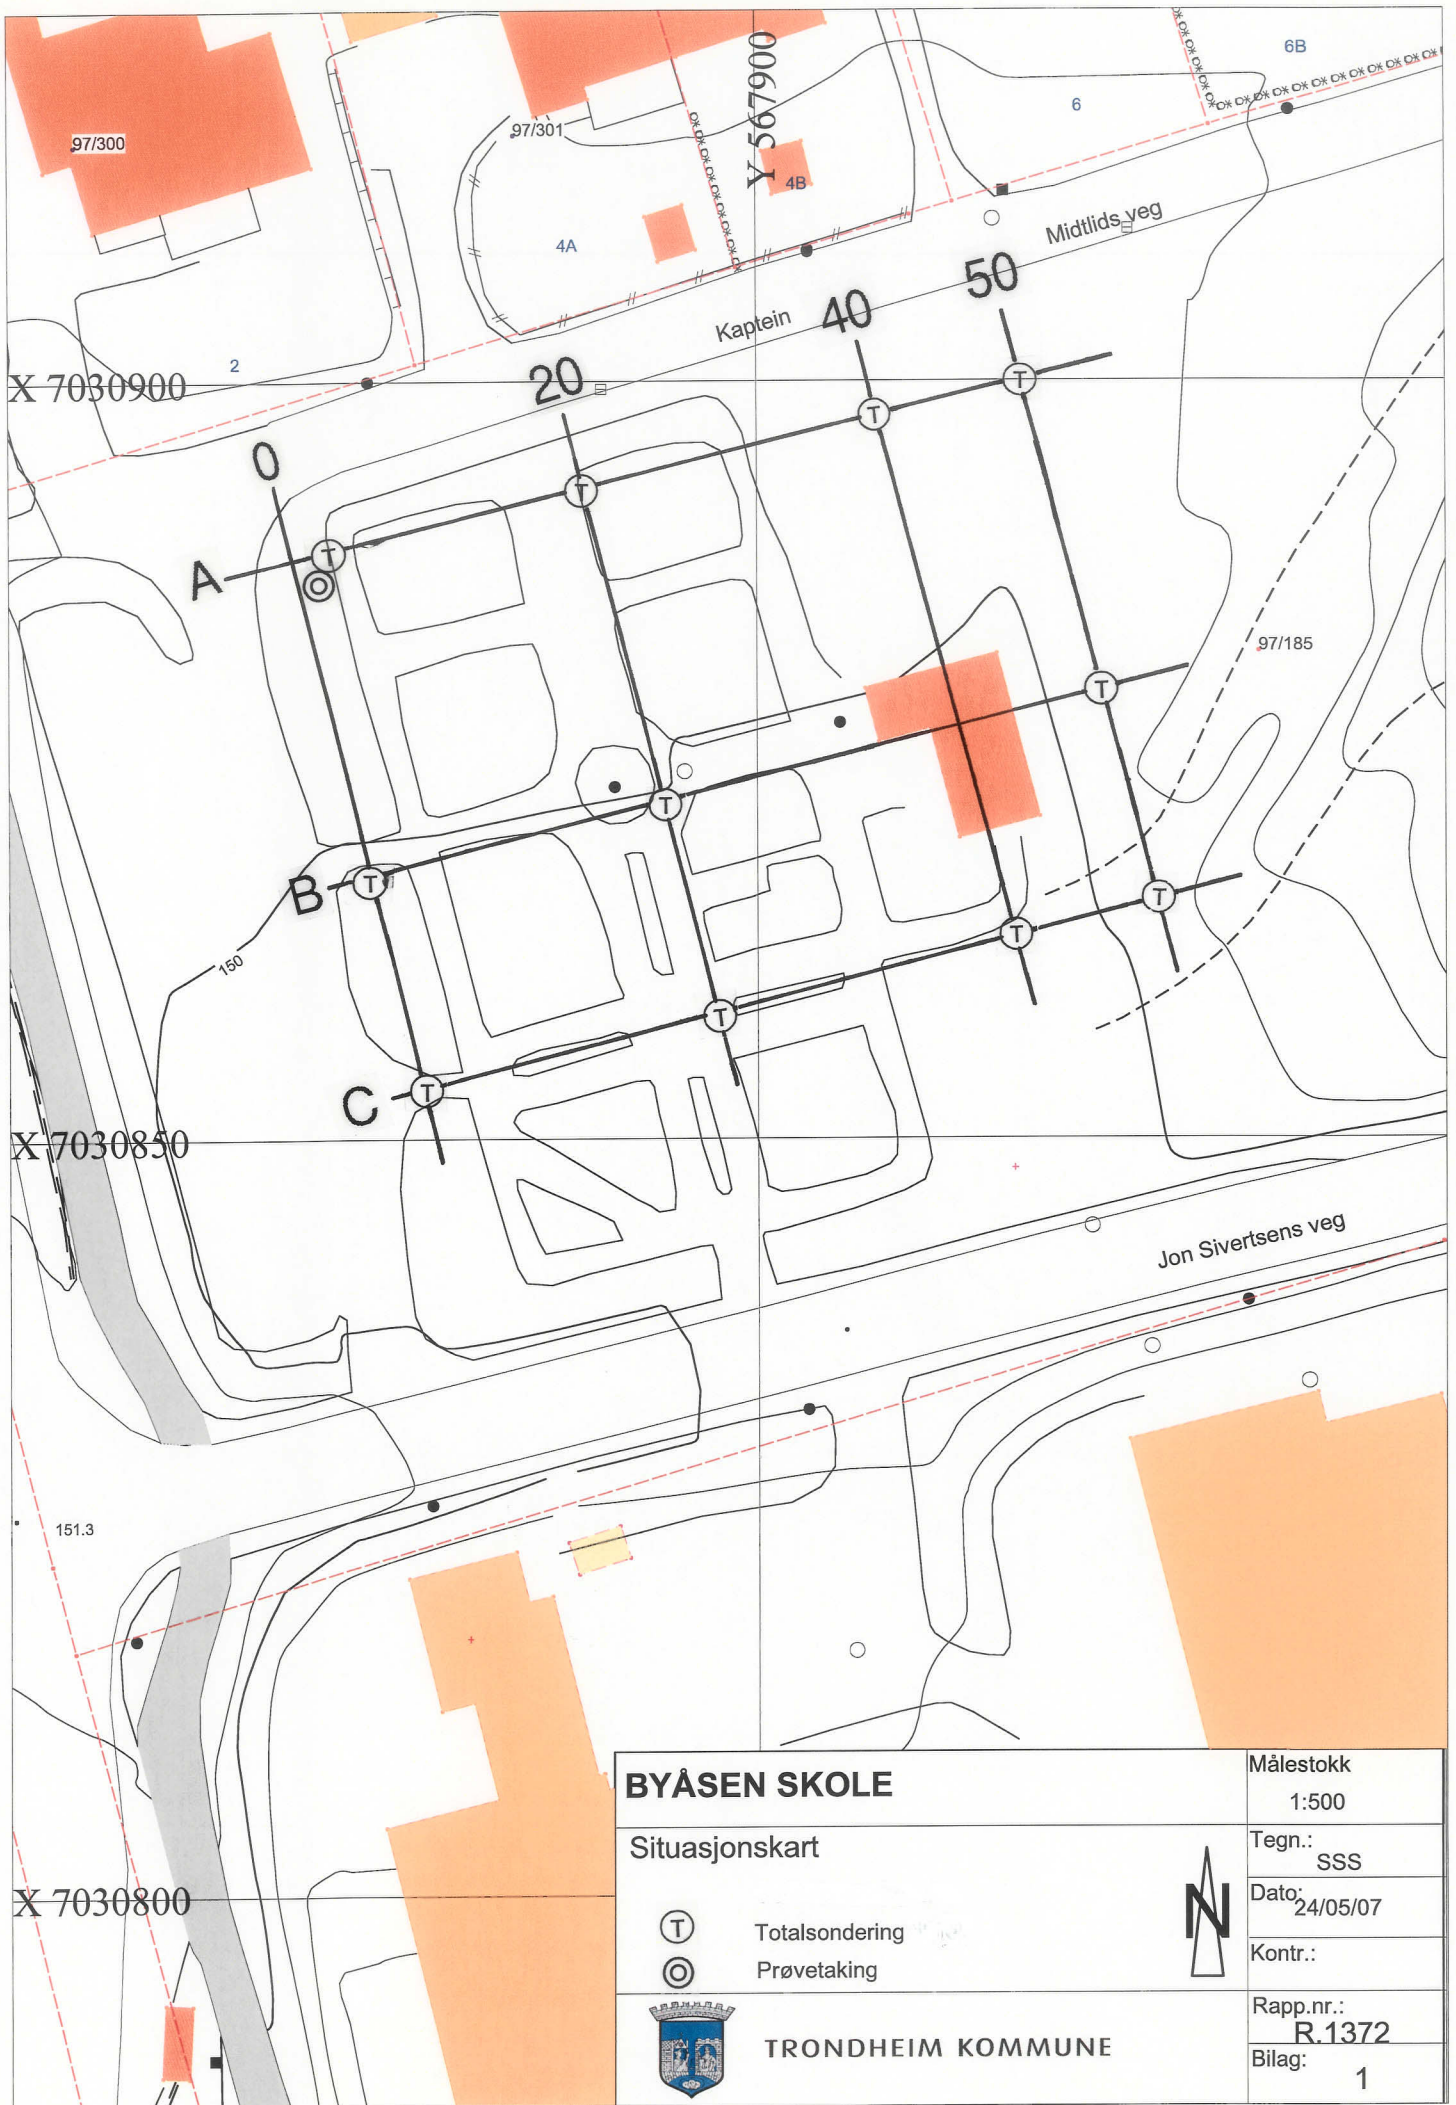 6B
6
97/300
97/301
Y 567900
4B
4A
Kaptein Midtlids veg
50
40
20
2
X 7030900
0
T
T
T
T
A
97/185
T
T
B
T
T
T
150
T
C
T
X 7030850
Jon Sivertsens veg
151.3
X 7030800
BYÅSEN SKOLE
Målestokk
1:500
Situasjonskart
Tegn.:
SSS
N
Dato:
24/05/07
T Totalsondering
Prøvetaking
Kontr.:
Rapp.nr.:
R.1372
TRONDHEIM KOMMUNE
Bilag:
1